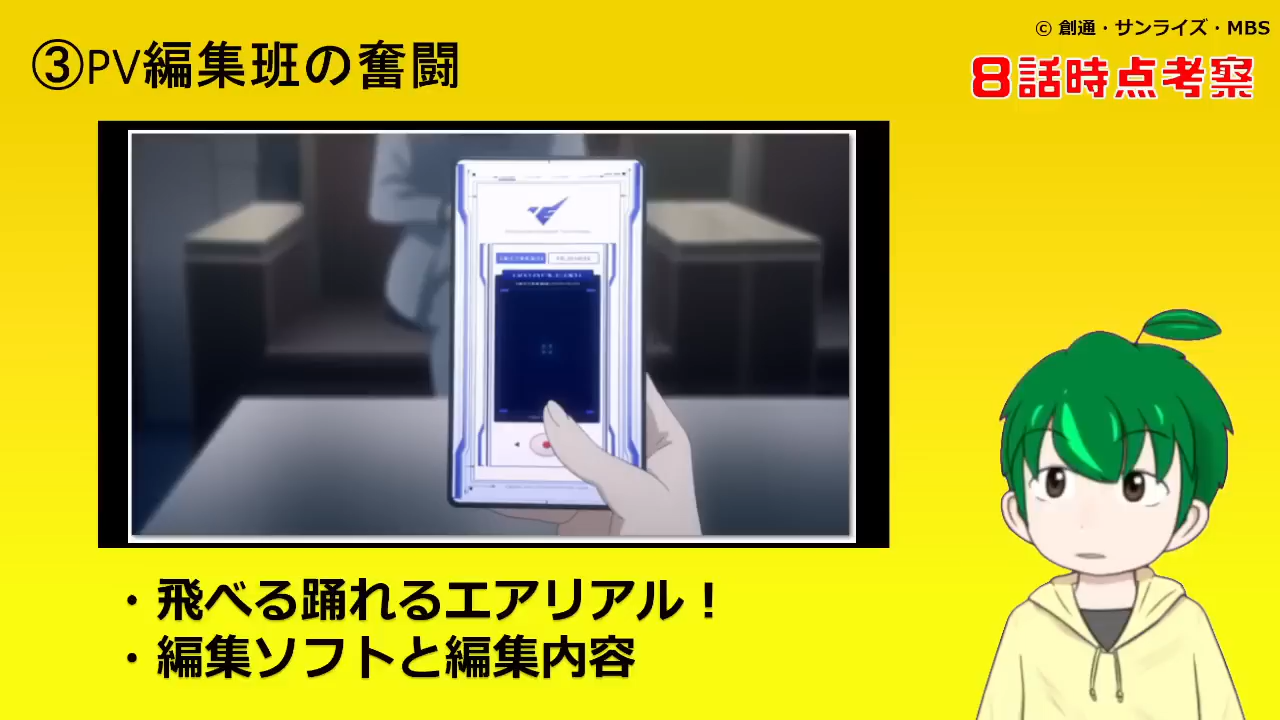 © 創通・サンライズ・MBS
③PV編集班の奮闘
8話時点考察
・飛べる踊れるエアリアル！
・編集ソフトと編集内容